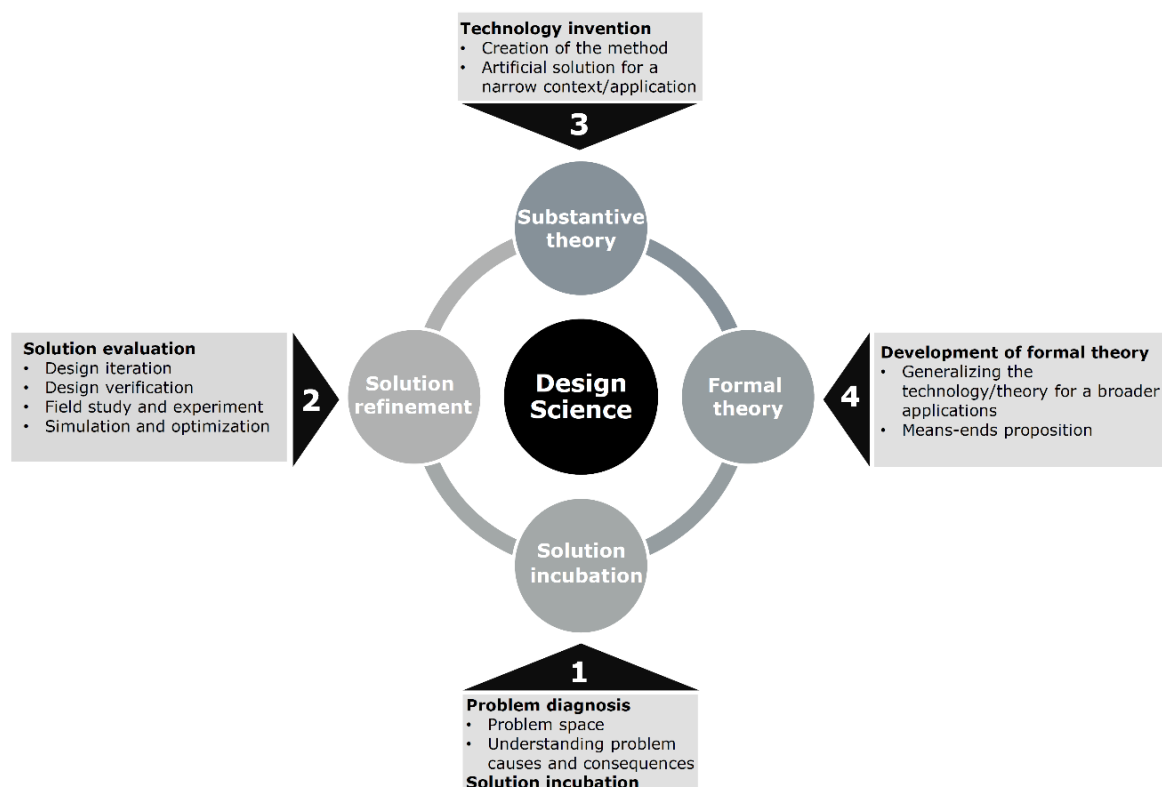 Technology invention
• Creation of the method
• Artificial solution for a
narrow context/application
3
Substantive
theory
Solution evaluation
• Design iteration
• Design verification
• Field study and experiment
• Simulation and optimization
2
Solution
refinement
Design
Science
Formal
theory
4
Development of formal theory
• Generalizing the
technology/theory for a broader
applications
• Means-ends proposition
Solution
incubation
1
Problem diagnosis
• Problem space
• Understanding problem
causes and consequences
Solution incubation